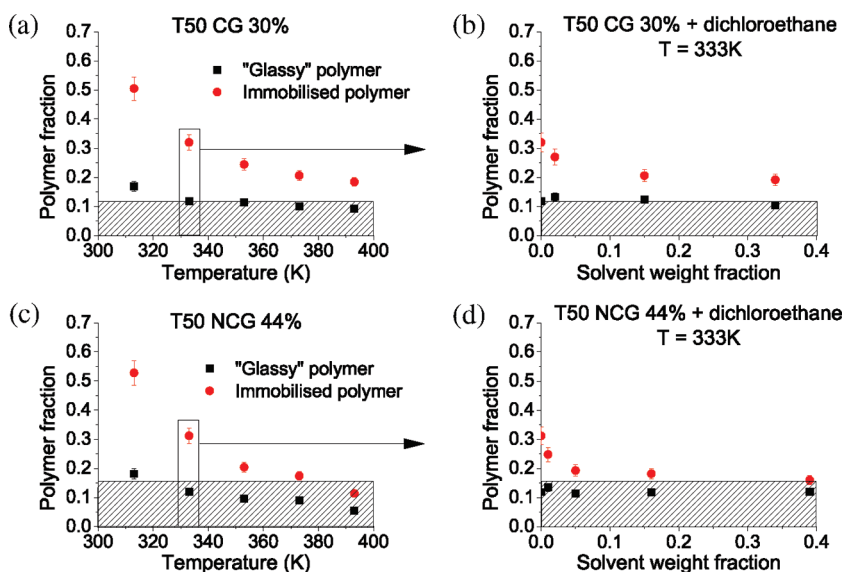 (a)
T50 CG 30%
"Glassy" polymer
Immobilised polymer
Polymer fraction
0.7
0.6
0.5
0.4
0.3
0.2
0.1
0.0
300 320 340 360 380 400
Temperature (K)
(b)
T50 CG 30% + dichloroethane
T = 333K
Polymer fraction
0.7
0.6
0.5
0.4
0.3
0.2
0.1
0.0
0.0 0.1 0.2 0.3 0.4
Solvent weight fraction
(c)
T50 NCG 44%
"Glassy" polymer
Immobilised polymer
Polymer fraction
0.7
0.6
0.5
0.4
0.3
0.2
0.1
0.0
300 320 340 360 380 400
Temperature (K)
(d)
T50 NCG 44% + dichloroethane
T = 333K
Polymer fraction
0.7
0.6
0.5
0.4
0.3
0.2
0.1
0.0
0.0 0.1 0.2 0.3 0.4
Solvent weight fraction